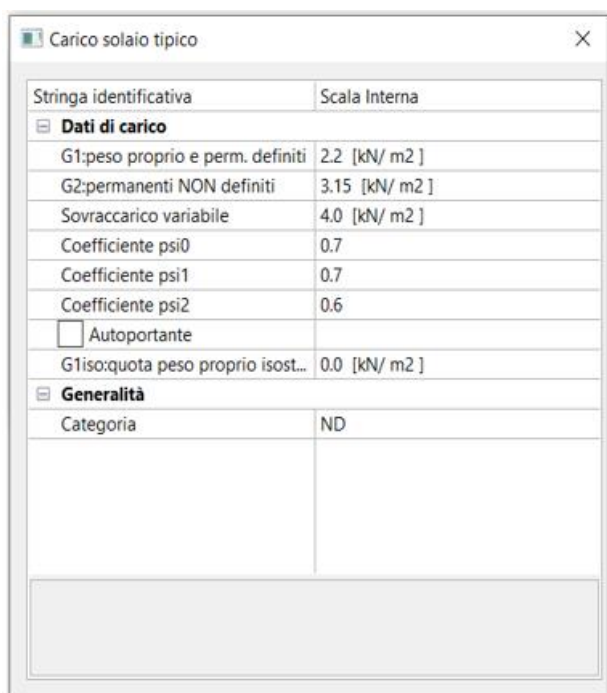 Carico solaio tipico
Stringa identificativa Scala Interna
Dati di carico
G1:peso proprio e perm. definiti 2.2 [kN/ m2 ]
G2:permanenti NON definiti 3.15 [kN/ m2 ]
Sovraccarico variabile 4.0 [kN/ m2 ]
Coefficiente psi0 0.7
Coefficiente psi1 0.7
Coefficiente psi2 0.6
Autoportante
G1iso:quota peso proprio isost... 0.0 [kN/ m2 ]
Generalità
Categoria ND